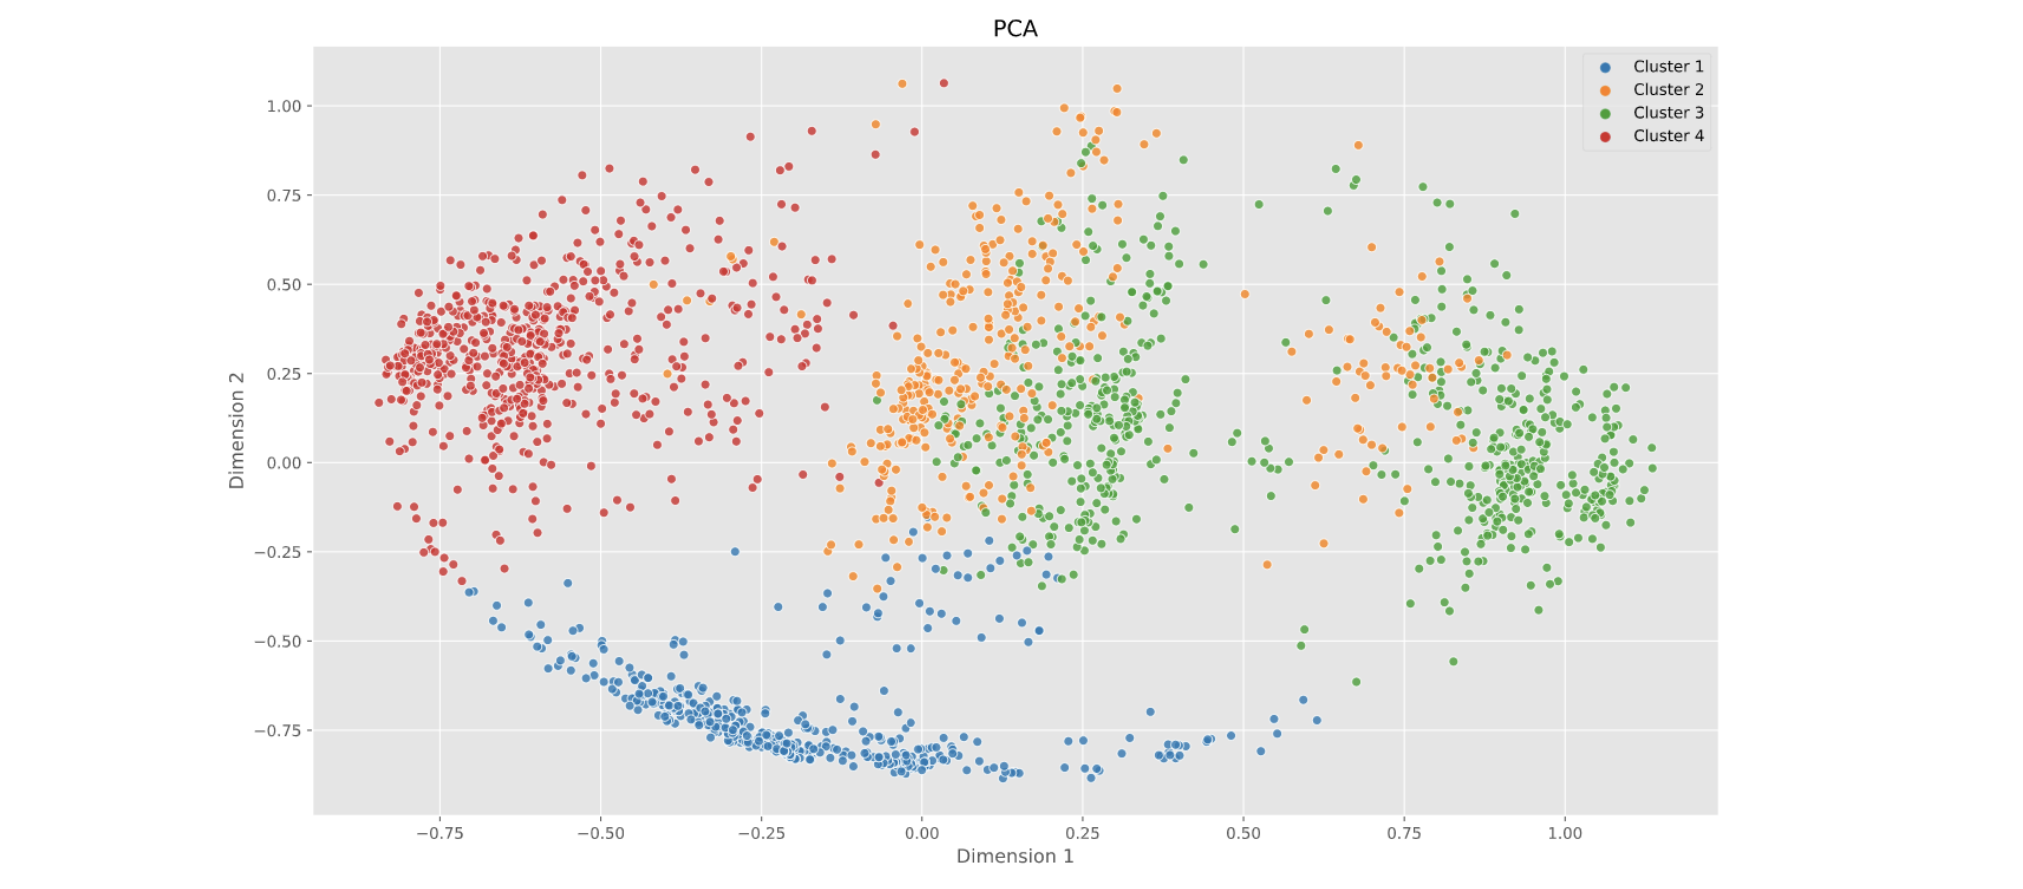 PCA
Cluster 1
Cluster 2
Cluster 3
Cluster 4
1.00
0.75
0.50
0.25
0.00
−0.25
−0.50
−0.75
Dimension 2
−0.75 −0.50 −0.25 0.00 0.25 0.50 0.75 1.00
Dimension 1